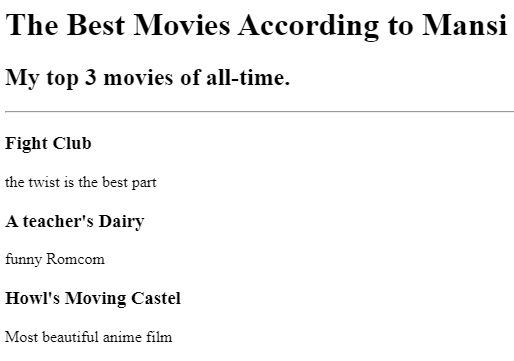 The Best Movies According to Mansi
My top 3 movies of all-time.
Fight Club
the twist is the best part
A teacher's Dairy
funny Romcom
Howl's Moving Castel
Most beautiful anime film